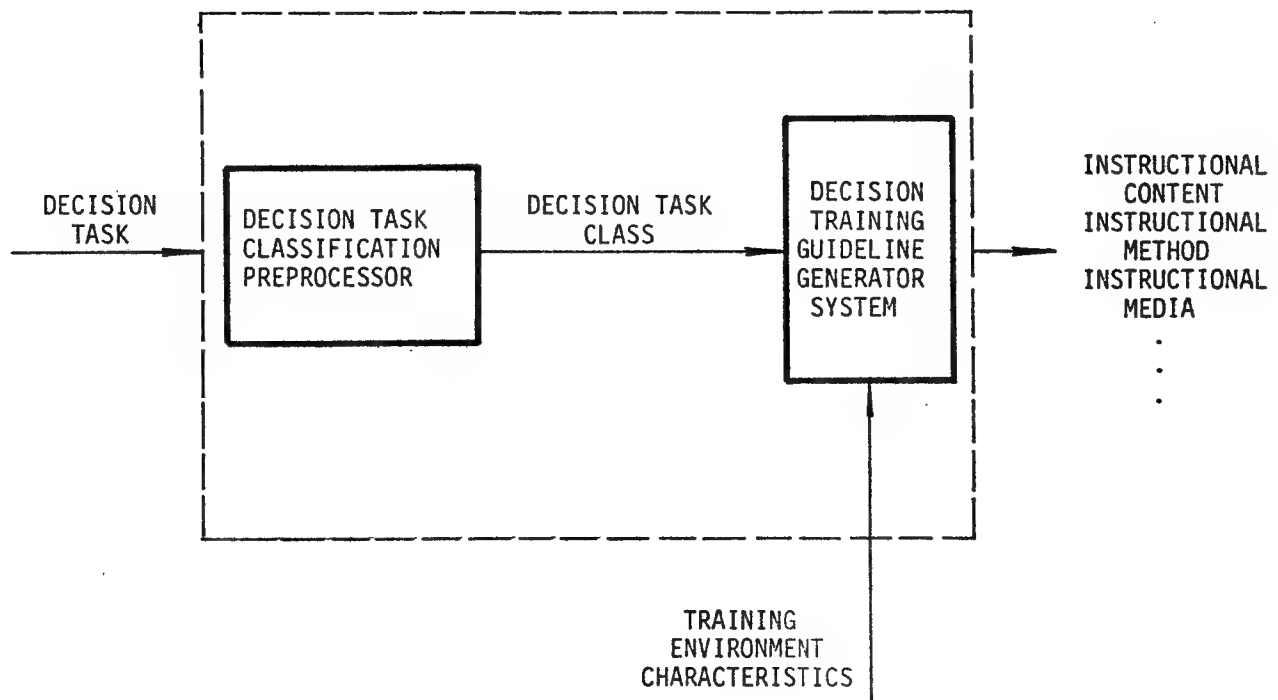 DECISION
TASK
DECISION TASK
CLASSIFICATION
PREPROCESSOR
DECISION TASK
CLASS
DECISION
TRAINING
GUIDELINE
GENERATOR
SYSTEM
INSTRUCTIONAL
CONTENT
INSTRUCTIONAL
METHOD
INSTRUCTIONAL
MEDIA
.
.
.
TRAINING
ENVIRONMENT
CHARACTERISTICS